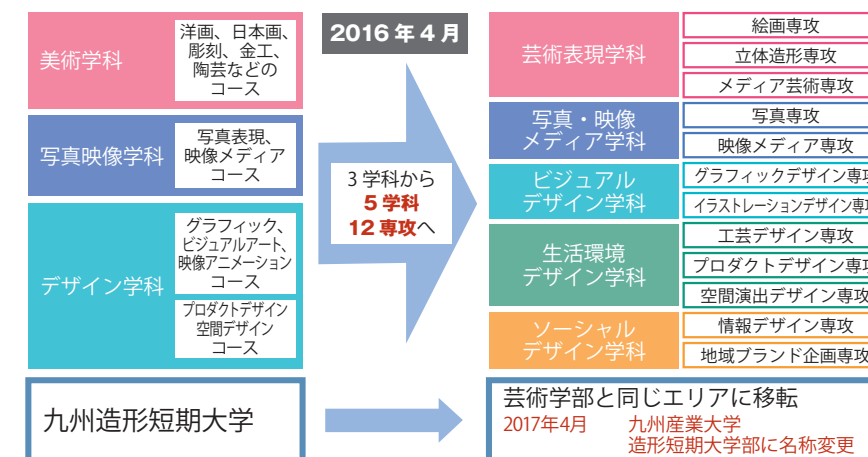 美術学科
洋画、日本画、
彫刻、金工、
陶芸などの
コース
写真映像学科
写真表現、
映像メディア
コース
デザイン学科
グラフィック、
ビジュアルアート、
映像アニメーション
コース
プロダクトデザイン
空間デザイン
コース
2016年4月
3学科から
5学科
12専攻へ
芸術表現学科
絵画専攻
立体造形専攻
メディア芸術専攻
写真・映像
メディア学科
写真専攻
映像メディア専攻
ビジュアル
デザイン学科
グラフィックデザイン専攻
イラストレーションデザイン専攻
生活環境
デザイン学科
工芸デザイン専攻
プロダクトデザイン専攻
空間演出デザイン専攻
ソーシャル
デザイン学科
情報デザイン専攻
地域ブランド企画専攻
九州造形短期大学
芸術学部と同じエリアに移転
2017年4月 九州産業大学
造形短期大学部に名称変更